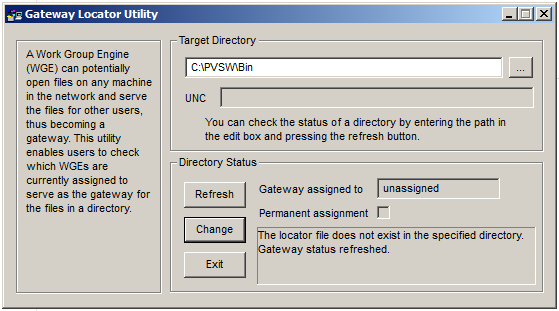 Gateway Locator Utility
A Work Group Engine
(WGE) can potentially
open files on any machine
in the network and serve
the files for other users,
thus becoming a
gateway. This utility
enables users to check
which WGEs are
currently assigned to
serve as the gateway for
the files in a directory.
Target Directory
C:\PVSW\Bin
...
UNC
You can check the status of a directory by entering the path in
the edit box and pressing the refresh button.
Directory Status
Refresh
Gateway assigned to
unassigned
Permanent assignment
Change
The locator file does not exist in the specified directory.
Gateway status refreshed.
Exit